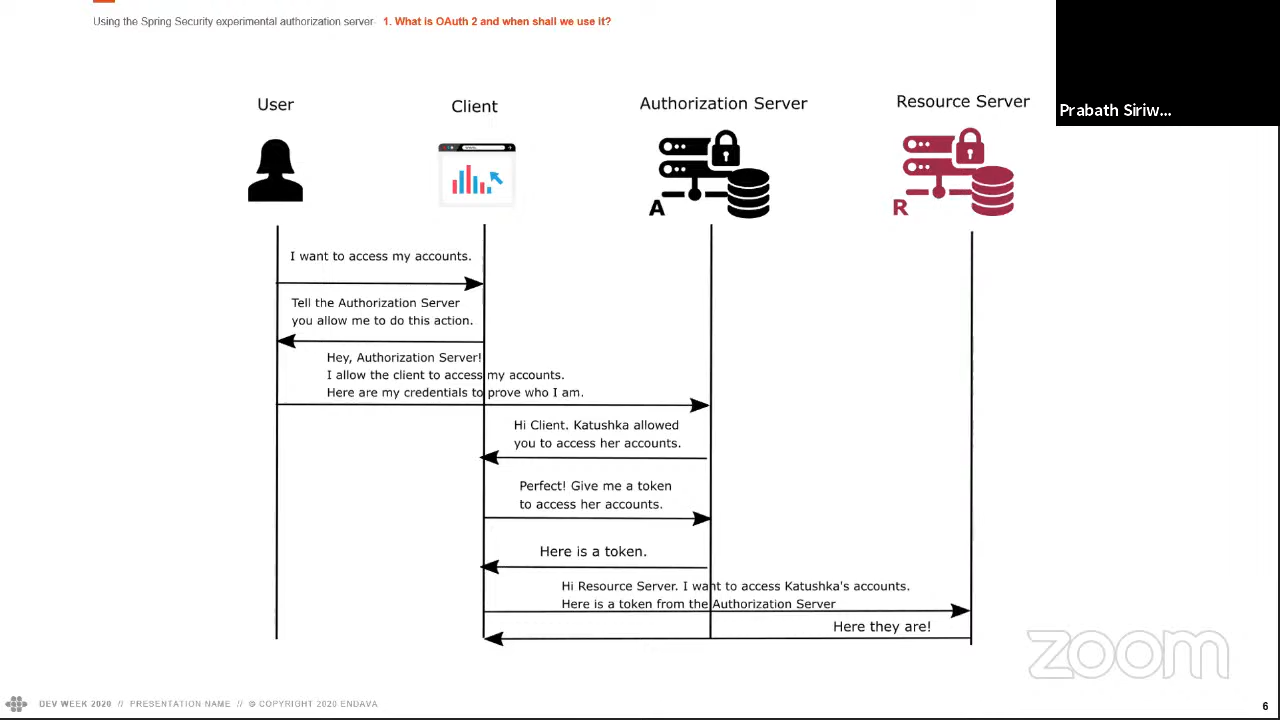 Using the Spring Security experimental authorization server- 1. What is OAuth 2 and when shall we use it?
Prabath Siriw...
User
Client
Authorization Server
Resource Server
A
R
I want to access my accounts.
Tell the Authorization Server
you allow me to do this action.
Hey, Authorization Server!
I allow the client to access my accounts.
Here are my credentials to prove who I am.
Hi Client. Katushka allowed
you to access her accounts.
Perfect! Give me a token
to access her accounts.
Here is a token.
Hi Resource Server. I want to access Katushka's accounts.
Here is a token from the Authorization Server
Here they are!
zoom
DEV WEEK 2020 // PRESENTATION NAME // © COPYRIGHT 2020 ENDAVA
6